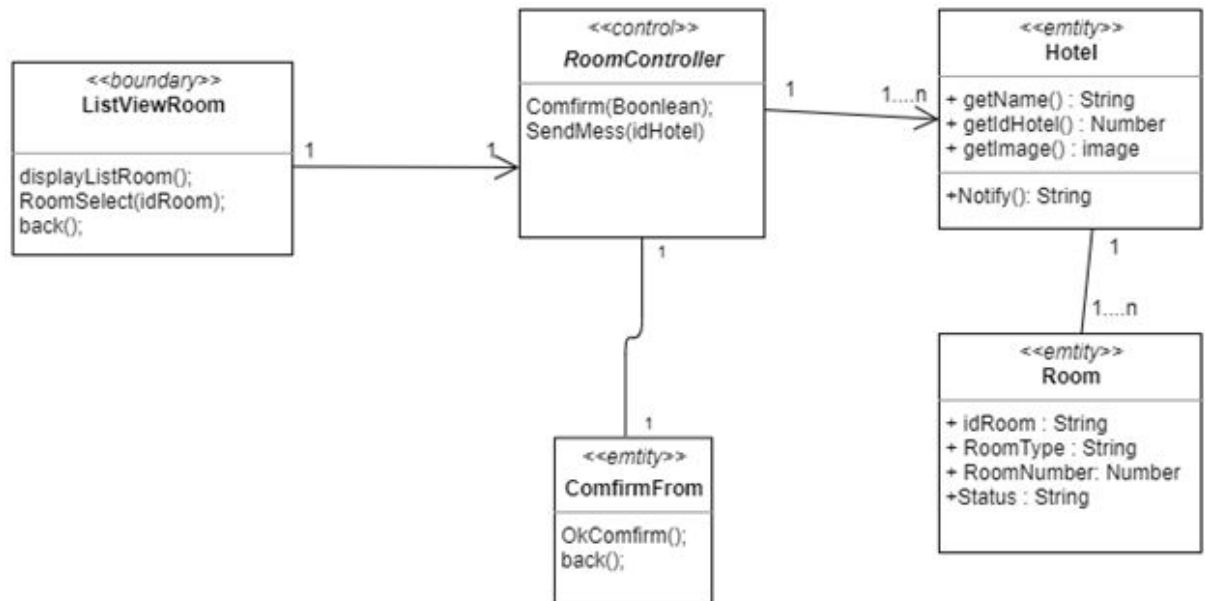 <<boundary>>
ListViewRoom
displayListRoom();
RoomSelect(idRoom);
back();
1
1
<<control>>
RoomController
Comfirm(Boonlean);
SendMess(idHotel)
1
1....n
<<emtity>>
Hotel
+ getName() : String
+ getIdHotel() : Number
+ getImage() : image
+Notify(): String
1
1....n
<<emtity>>
Room
+ idRoom : String
+ RoomType : String
+ RoomNumber: Number
+Status : String
1
1
<<emtity>>
ComfirmFrom
OkComfirm();
back();